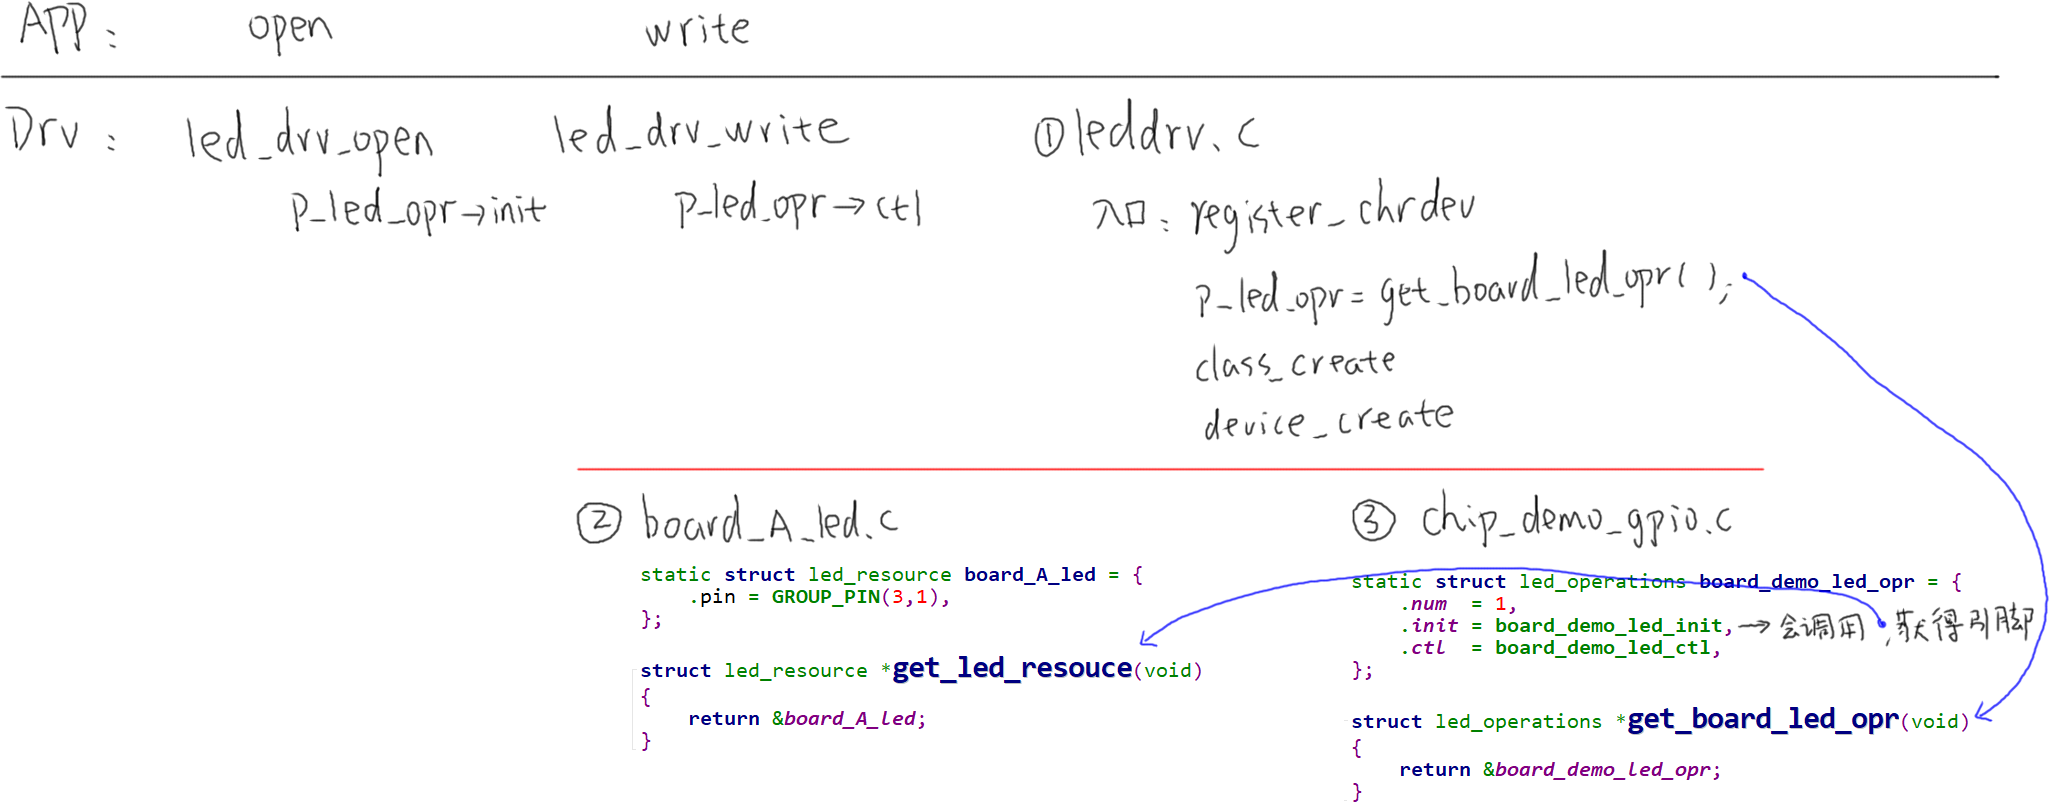 APP: open write
Drv: led_drv_open led_drv_write ①leddrv.c
p_led_opr→init p_led_opr→ctl 入口: register_chrdev
p_led_opr = get_board_led_opr( );
class_create
device_create
② board_A_led.c
static struct led_resource board_A_led = {
.pin = GROUP_PIN(3,1),
};
struct led_resource *get_led_resouce(void)
{
return &board_A_led;
}
③ chip_demo_gpio.c
static struct led_operations board_demo_led_opr = {
.num = 1,
.init = board_demo_led_init, → 会调用 ,获得引脚
.ctl = board_demo_led_ctl,
};
struct led_operations *get_board_led_opr(void)
{
return &board_demo_led_opr;
}